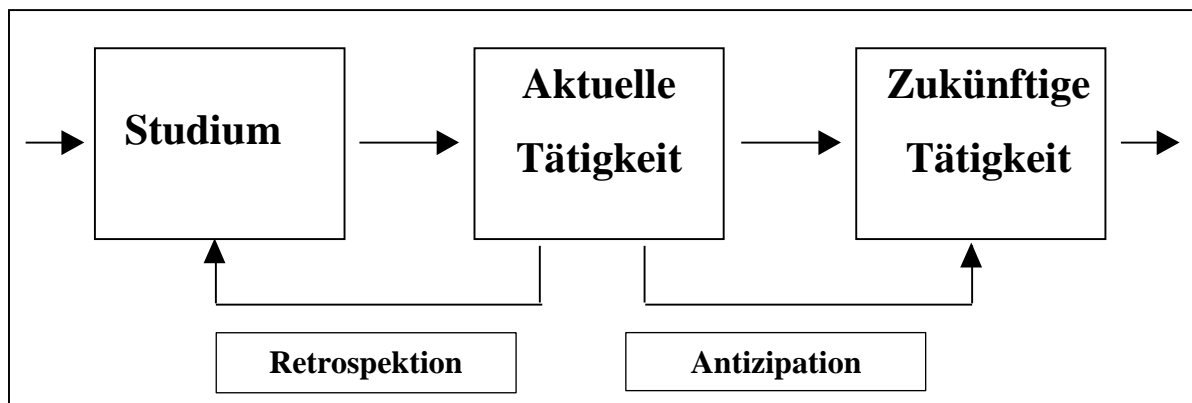 Studium
Aktuelle
Tätigkeit
Zukünftige
Tätigkeit
Retrospektion
Antizipation